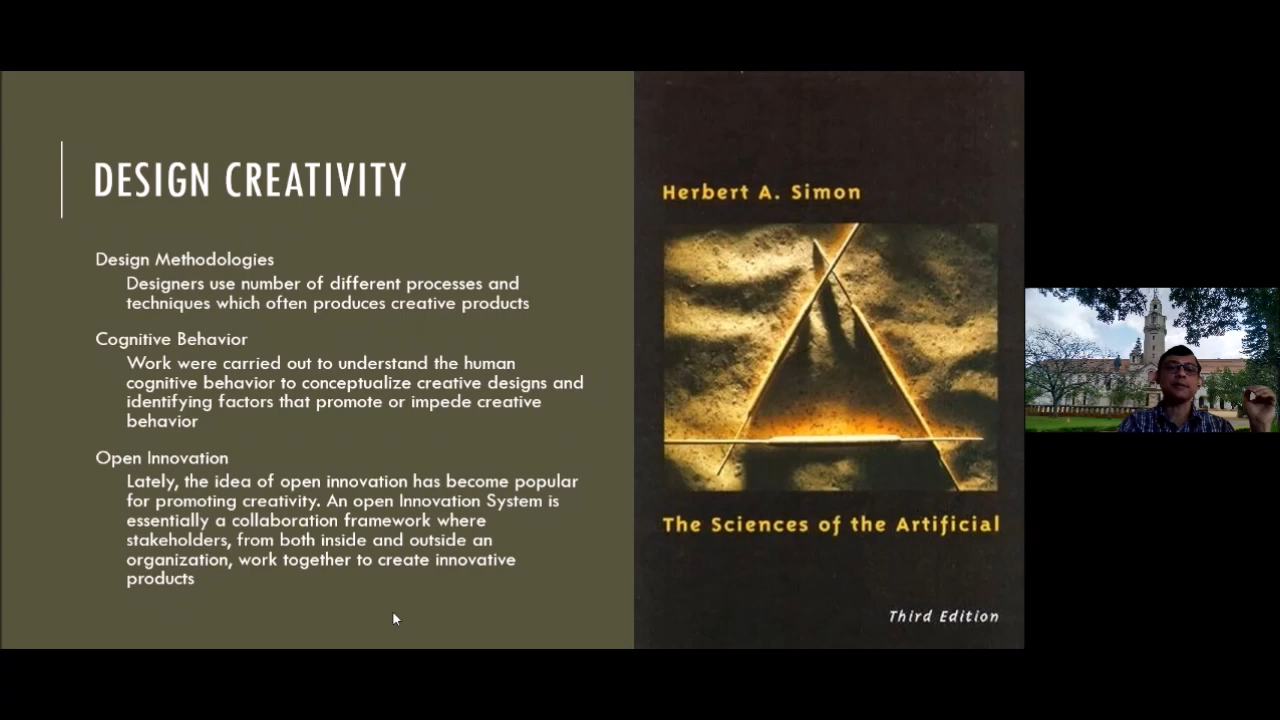 DESIGN CREATIVITY
Design Methodologies
Designers use number of different processes and
techniques which often produces creative products
Cognitive Behavior
Work were carried out to understand the human
cognitive behavior to conceptualize creative designs and
identifying factors that promote or impede creative
behavior
Open Innovation
Lately, the idea of open innovation has become popular
for promoting creativity. An open Innovation System is
essentially a collaboration framework where
stakeholders, from both inside and outside an
organization, work together to create innovative
products
Herbert A. Simon
The Sciences of the Artificial
Third Edition